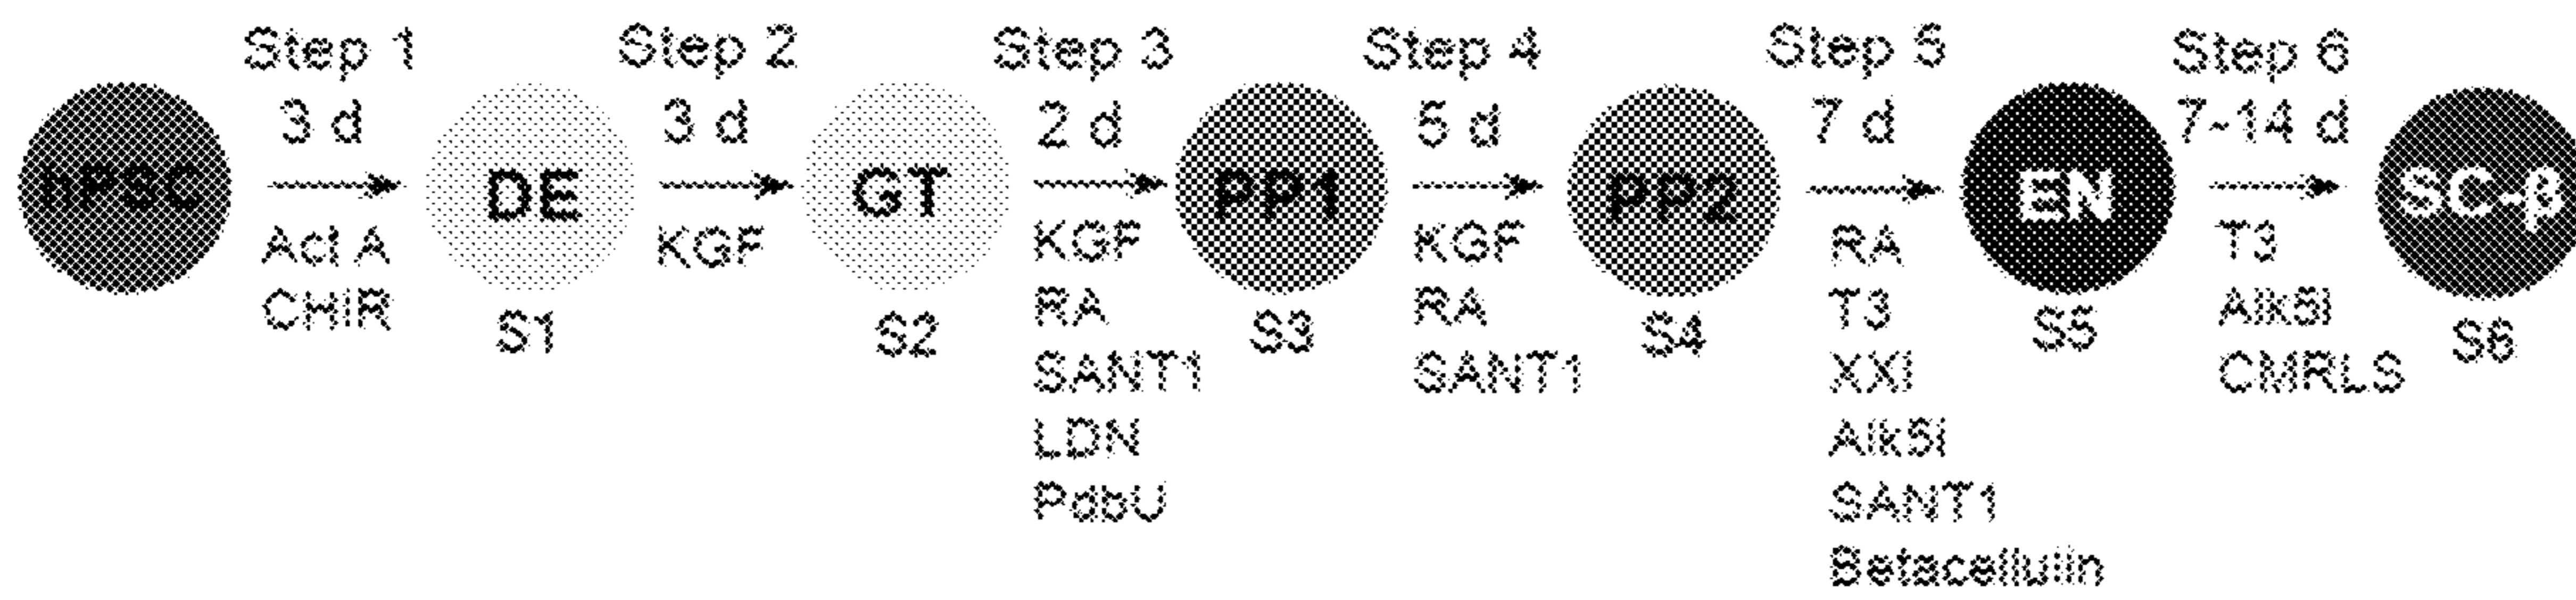 Step 1
3 d
Step 2
3 d
Step 3
2 d
Step 4
5 d
Step 5
7 d
Step 6
7-14 d
hPSC
DE
GT
PP1
PP2
EN
SC-β
Act A
CHIR
KGF
KGF
RA
SANT1
LDN
PdbU
KGF
RA
SANT1
RA
T3
XXI
Alk5i
SANT1
Betacellulin
T3
Alk5i
CMRLS
S1
S2
S3
S4
S5
S6